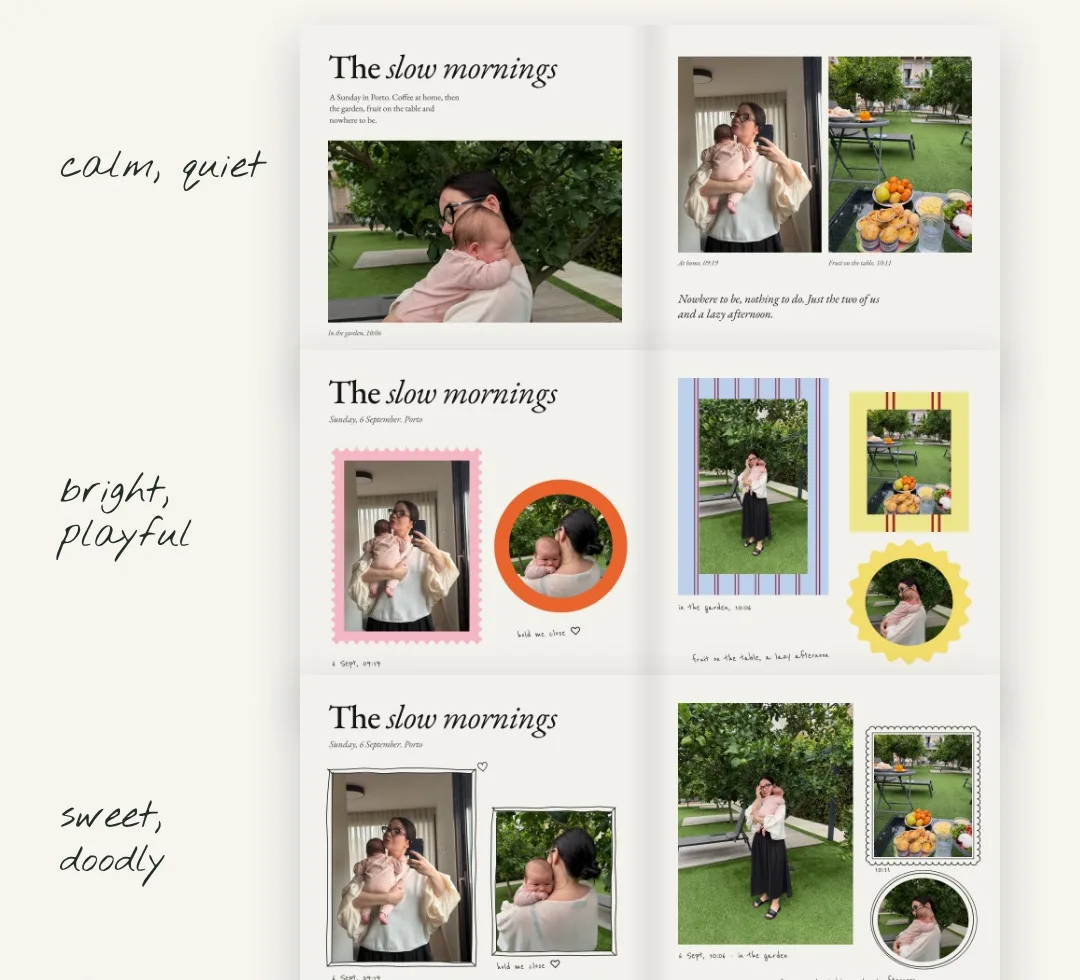 calm, quiet
The slow mornings
A Sunday in Porto. Coffee at home, then
the garden, fruit on the table and
nowhere to be.
In the garden, 10:06
At home, 09:19
Fruit on the table, 10:11
Nowhere to be, nothing to do. Just the two of us
and a lazy afternoon.
bright,
playful
The slow mornings
Sunday, 6 September. Porto
hold me close
6 Sept, 09:19
in the garden, 10:06
fruit on the table, a lazy afternoon
sweet,
doodly
The slow mornings
Sunday, 6 September. Porto
hold me close
6 Sept, 09:19
10:11
6 Sept, 10:06 · in the garden